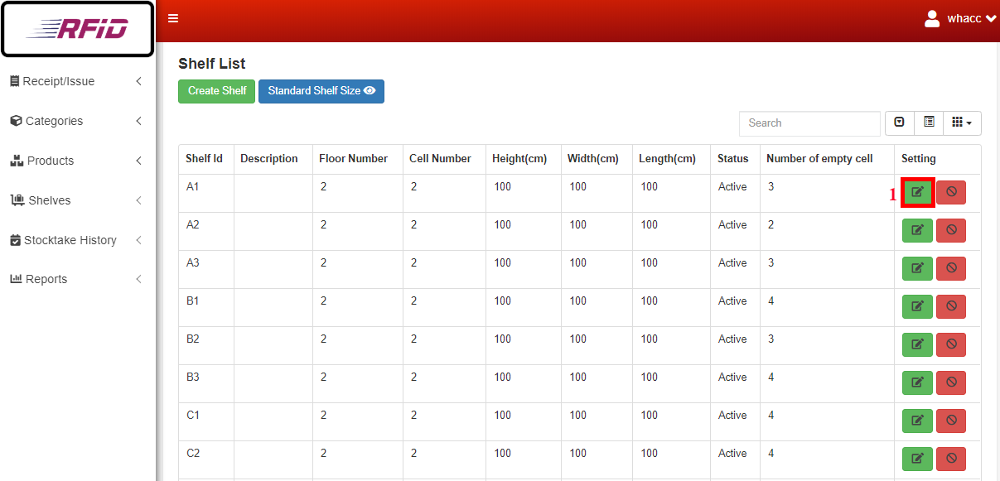 RFiD
whacc
Receipt/Issue
Categories
Products
Shelves
Stocktake History
Reports
Shelf List
Create Shelf Standard Shelf Size
Search
Shelf Id Description Floor Number Cell Number Height(cm) Width(cm) Length(cm) Status Number of empty cell Setting
A1 2 2 100 100 100 Active 3 1
A2 2 2 100 100 100 Active 2
A3 2 2 100 100 100 Active 3
B1 2 2 100 100 100 Active 4
B2 2 2 100 100 100 Active 3
B3 2 2 100 100 100 Active 4
C1 2 2 100 100 100 Active 4
C2 2 2 100 100 100 Active 4